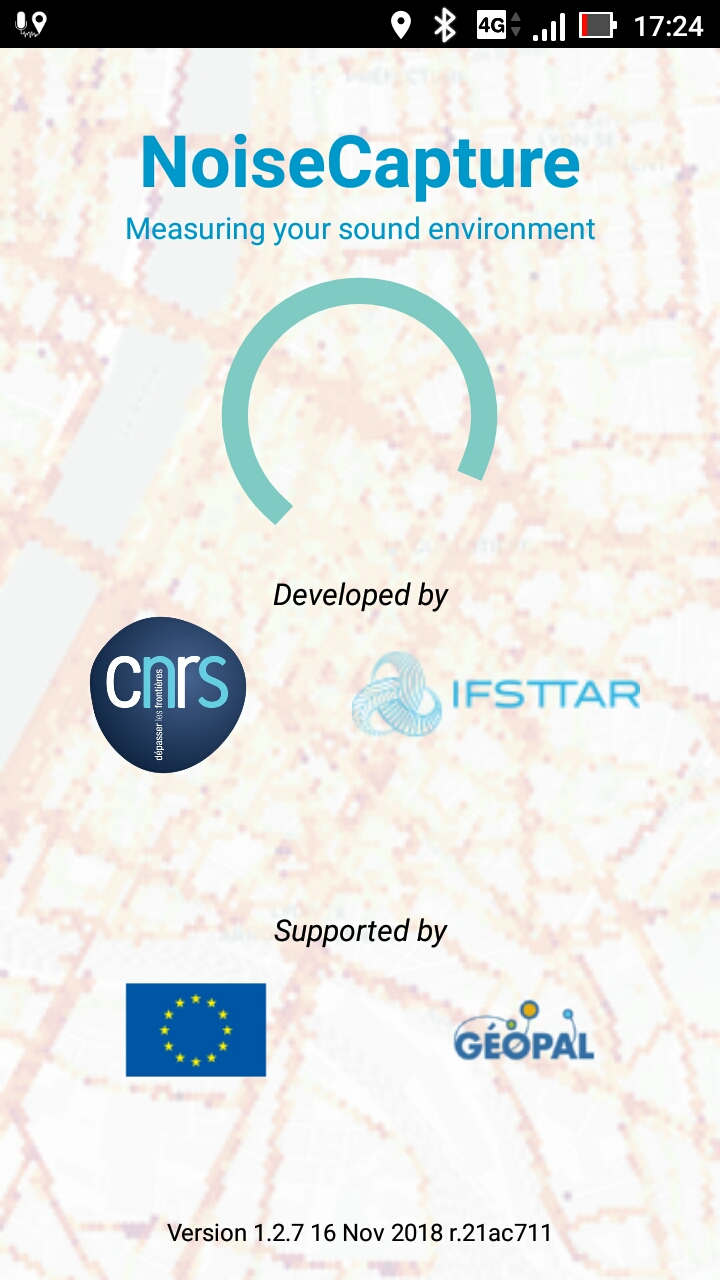 4G 17:24
NoiseCapture
Measuring your sound environment
Developed by
cnrs
dépasser les frontières
IFSTTAR
Supported by
GÉOPAL
Version 1.2.7 16 Nov 2018 r.21ac711